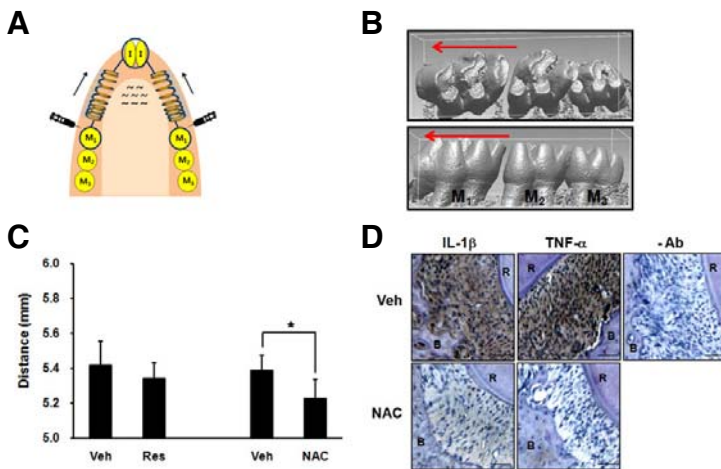 A
I I
M₁ M₁
M₂ M₂
M₃ M₃
B
M₁ M₂ M₃
C
Distance (mm)
6.0
5.8
5.6
5.4
5.2
5.0
*
Veh Res Veh NAC
D
IL-1β TNF-α - Ab
Veh
R R R
B B B
NAC
R R
B B